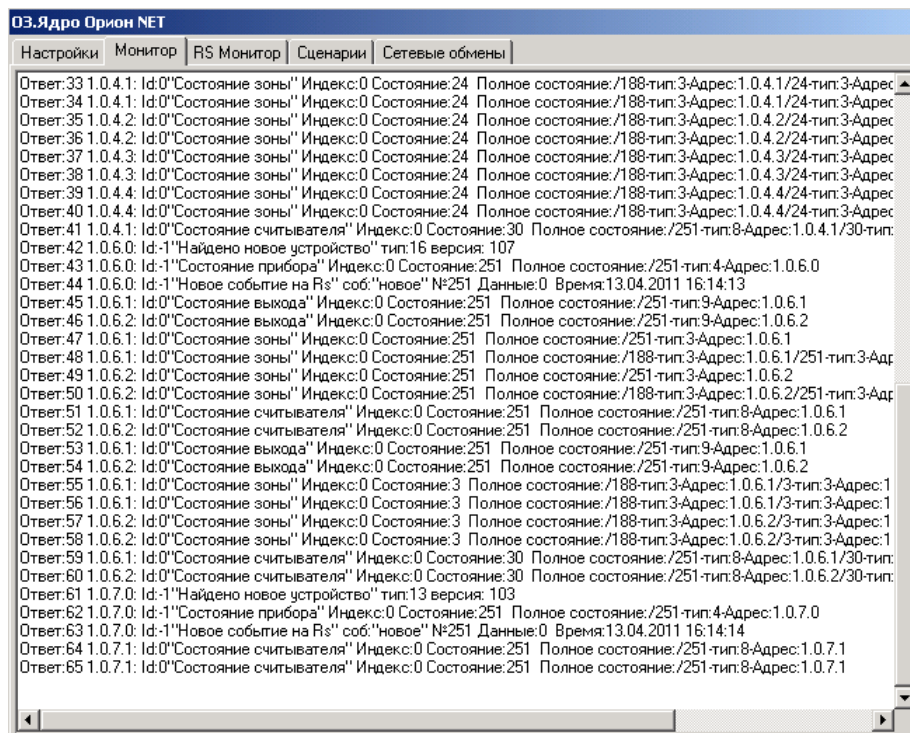 03.Ядро Орион NET
Настройки Монитор RS Монитор Сценарии Сетевые обмены
Ответ:33 1.0.4.1: Id:0"Состояние зоны" Индекс:0 Состояние:24 Полное состояние:/188-тип:3-Адрес:1.0.4.1/24-тип:3-Адрес
Ответ:34 1.0.4.1: Id:0"Состояние зоны" Индекс:0 Состояние:24 Полное состояние:/188-тип:3-Адрес:1.0.4.1/24-тип:3-Адрес
Ответ:35 1.0.4.2: Id:0"Состояние зоны" Индекс:0 Состояние:24 Полное состояние:/188-тип:3-Адрес:1.0.4.2/24-тип:3-Адрес
Ответ:36 1.0.4.2: Id:0"Состояние зоны" Индекс:0 Состояние:24 Полное состояние:/188-тип:3-Адрес:1.0.4.2/24-тип:3-Адрес
Ответ:37 1.0.4.3: Id:0"Состояние зоны" Индекс:0 Состояние:24 Полное состояние:/188-тип:3-Адрес:1.0.4.3/24-тип:3-Адрес
Ответ:38 1.0.4.3: Id:0"Состояние зоны" Индекс:0 Состояние:24 Полное состояние:/188-тип:3-Адрес:1.0.4.3/24-тип:3-Адрес
Ответ:39 1.0.4.4: Id:0"Состояние зоны" Индекс:0 Состояние:24 Полное состояние:/188-тип:3-Адрес:1.0.4.4/24-тип:3-Адрес
Ответ:40 1.0.4.4: Id:0"Состояние зоны" Индекс:0 Состояние:24 Полное состояние:/188-тип:3-Адрес:1.0.4.4/24-тип:3-Адрес
Ответ:41 1.0.4.1: Id:0"Состояние считывателя" Индекс:0 Состояние:30 Полное состояние:/251-тип:8-Адрес:1.0.4.1/30-тип:
Ответ:42 1.0.6.0: Id:-1"Найдено новое устройство" тип:16 версия: 107
Ответ:43 1.0.6.0: Id:-1"Состояние прибора" Индекс:0 Состояние:251 Полное состояние:/251-тип:4-Адрес:1.0.6.0
Ответ:44 1.0.6.0: Id:-1"Новое событие на Rs" соб:"новое" №251 Данные:0 Время:13.04.2011 16:14:13
Ответ:45 1.0.6.1: Id:0"Состояние выхода" Индекс:0 Состояние:251 Полное состояние:/251-тип:9-Адрес:1.0.6.1
Ответ:46 1.0.6.2: Id:0"Состояние выхода" Индекс:0 Состояние:251 Полное состояние:/251-тип:9-Адрес:1.0.6.2
Ответ:47 1.0.6.1: Id:0"Состояние зоны" Индекс:0 Состояние:251 Полное состояние:/251-тип:3-Адрес:1.0.6.1
Ответ:48 1.0.6.1: Id:0"Состояние зоны" Индекс:0 Состояние:251 Полное состояние:/188-тип:3-Адрес:1.0.6.1/251-тип:3-Адр
Ответ:49 1.0.6.2: Id:0"Состояние зоны" Индекс:0 Состояние:251 Полное состояние:/251-тип:3-Адрес:1.0.6.2
Ответ:50 1.0.6.2: Id:0"Состояние зоны" Индекс:0 Состояние:251 Полное состояние:/188-тип:3-Адрес:1.0.6.2/251-тип:3-Адр
Ответ:51 1.0.6.1: Id:0"Состояние считывателя" Индекс:0 Состояние:251 Полное состояние:/251-тип:8-Адрес:1.0.6.1
Ответ:52 1.0.6.2: Id:0"Состояние считывателя" Индекс:0 Состояние:251 Полное состояние:/251-тип:8-Адрес:1.0.6.2
Ответ:53 1.0.6.1: Id:0"Состояние выхода" Индекс:0 Состояние:251 Полное состояние:/251-тип:9-Адрес:1.0.6.1
Ответ:54 1.0.6.2: Id:0"Состояние выхода" Индекс:0 Состояние:251 Полное состояние:/251-тип:9-Адрес:1.0.6.2
Ответ:55 1.0.6.1: Id:0"Состояние зоны" Индекс:0 Состояние:3 Полное состояние:/188-тип:3-Адрес:1.0.6.1/3-тип:3-Адрес:1
Ответ:56 1.0.6.1: Id:0"Состояние зоны" Индекс:0 Состояние:3 Полное состояние:/188-тип:3-Адрес:1.0.6.1/3-тип:3-Адрес:1
Ответ:57 1.0.6.2: Id:0"Состояние зоны" Индекс:0 Состояние:3 Полное состояние:/188-тип:3-Адрес:1.0.6.2/3-тип:3-Адрес:1
Ответ:58 1.0.6.2: Id:0"Состояние зоны" Индекс:0 Состояние:3 Полное состояние:/188-тип:3-Адрес:1.0.6.2/3-тип:3-Адрес:1
Ответ:59 1.0.6.1: Id:0"Состояние считывателя" Индекс:0 Состояние:30 Полное состояние:/251-тип:8-Адрес:1.0.6.1/30-тип:
Ответ:60 1.0.6.2: Id:0"Состояние считывателя" Индекс:0 Состояние:30 Полное состояние:/251-тип:8-Адрес:1.0.6.2/30-тип:
Ответ:61 1.0.7.0: Id:-1"Найдено новое устройство" тип:13 версия: 103
Ответ:62 1.0.7.0: Id:-1"Состояние прибора" Индекс:0 Состояние:251 Полное состояние:/251-тип:4-Адрес:1.0.7.0
Ответ:63 1.0.7.0: Id:-1"Новое событие на Rs" соб:"новое" №251 Данные:0 Время:13.04.2011 16:14:14
Ответ:64 1.0.7.1: Id:0"Состояние считывателя" Индекс:0 Состояние:251 Полное состояние:/251-тип:8-Адрес:1.0.7.1
Ответ:65 1.0.7.1: Id:0"Состояние считывателя" Индекс:0 Состояние:251 Полное состояние:/251-тип:8-Адрес:1.0.7.1